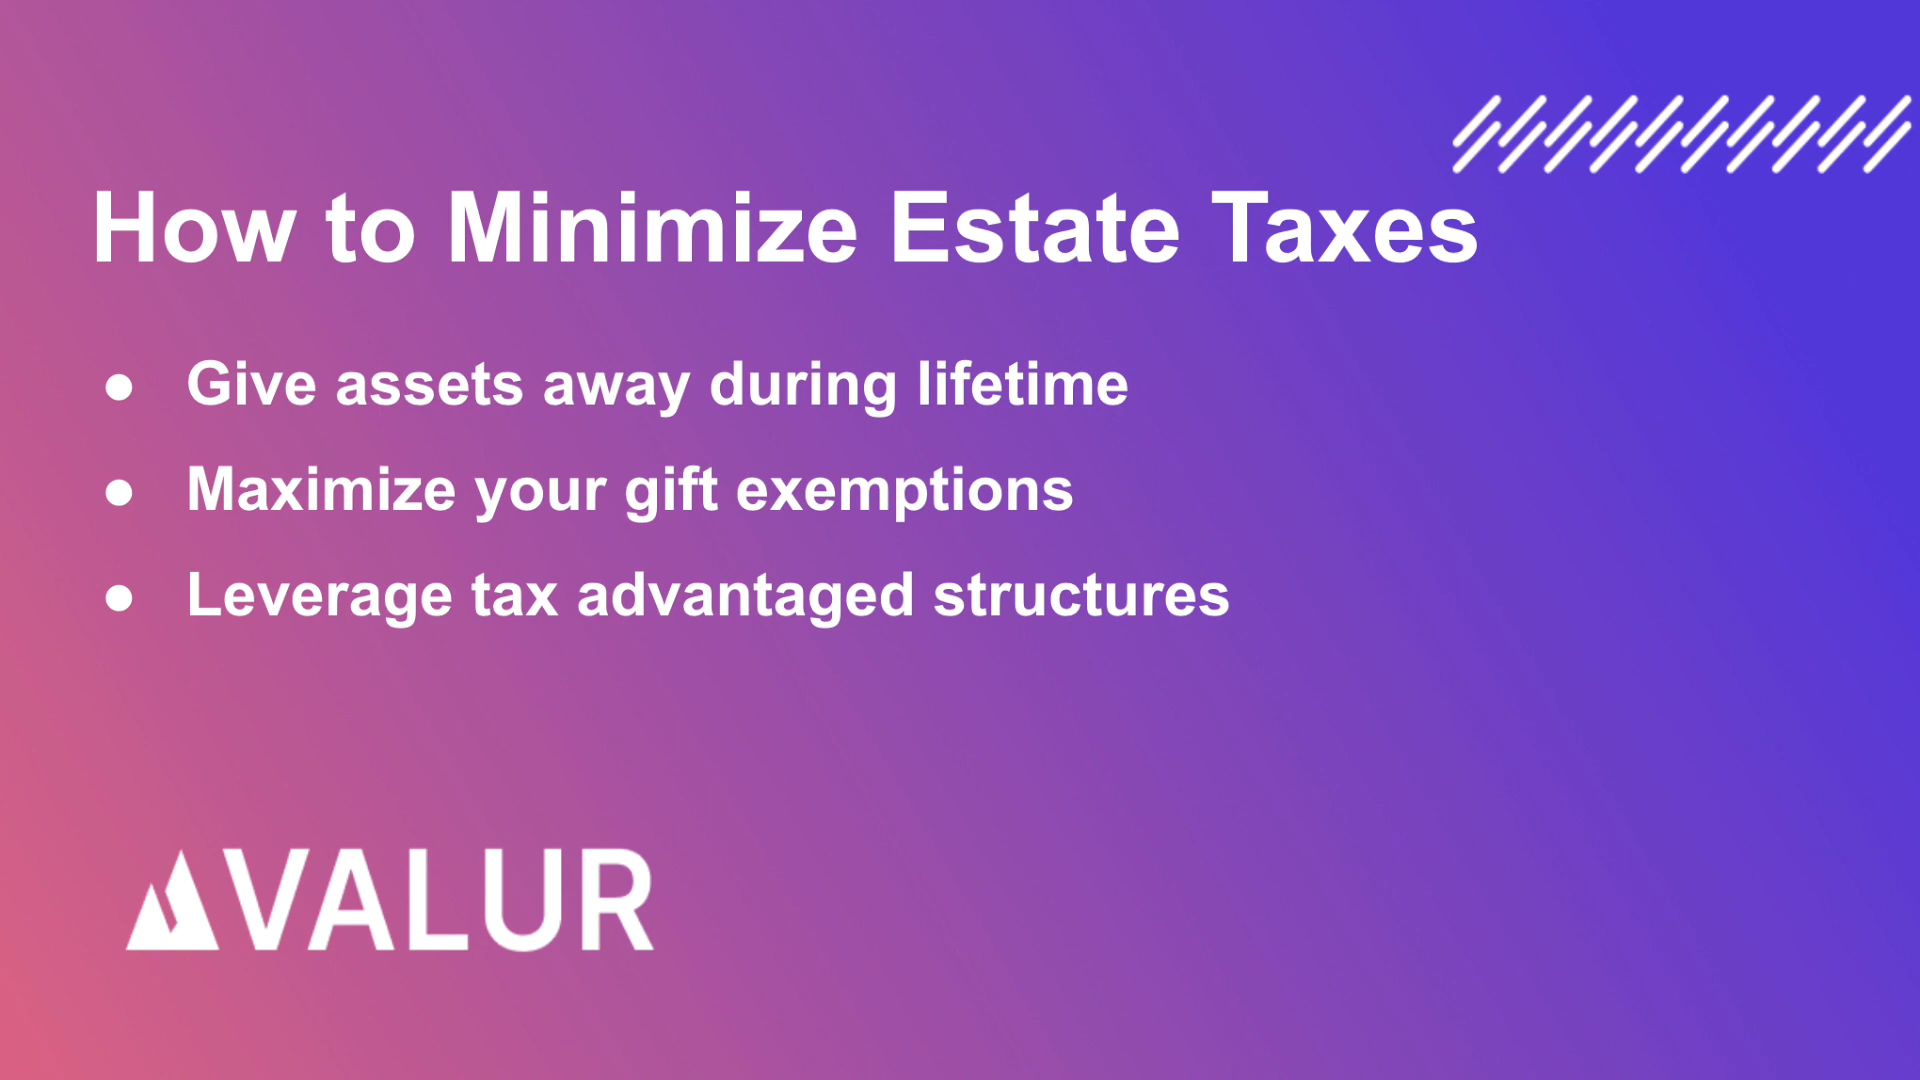 How to Minimize Estate Taxes
● Give assets away during lifetime
● Maximize your gift exemptions
● Leverage tax advantaged structures
VALUR